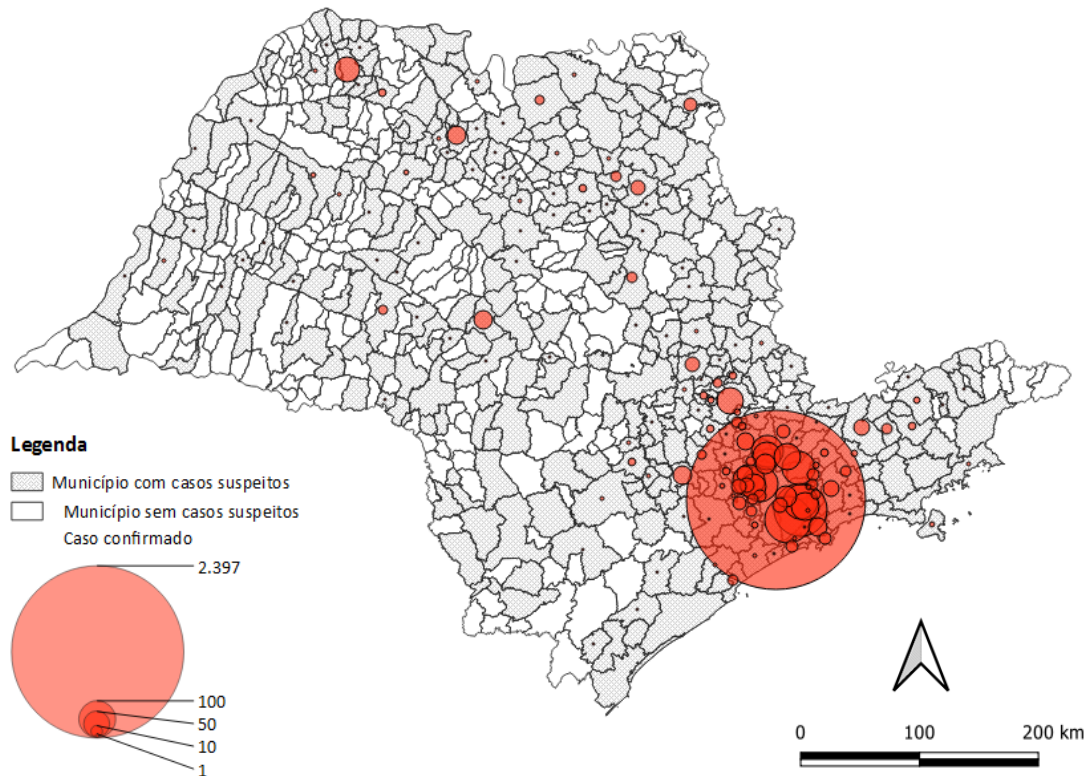 Legenda
Município com casos suspeitos
Município sem casos suspeitos
Caso confirmado
2.397
100
50
10
1
0 100 200 km